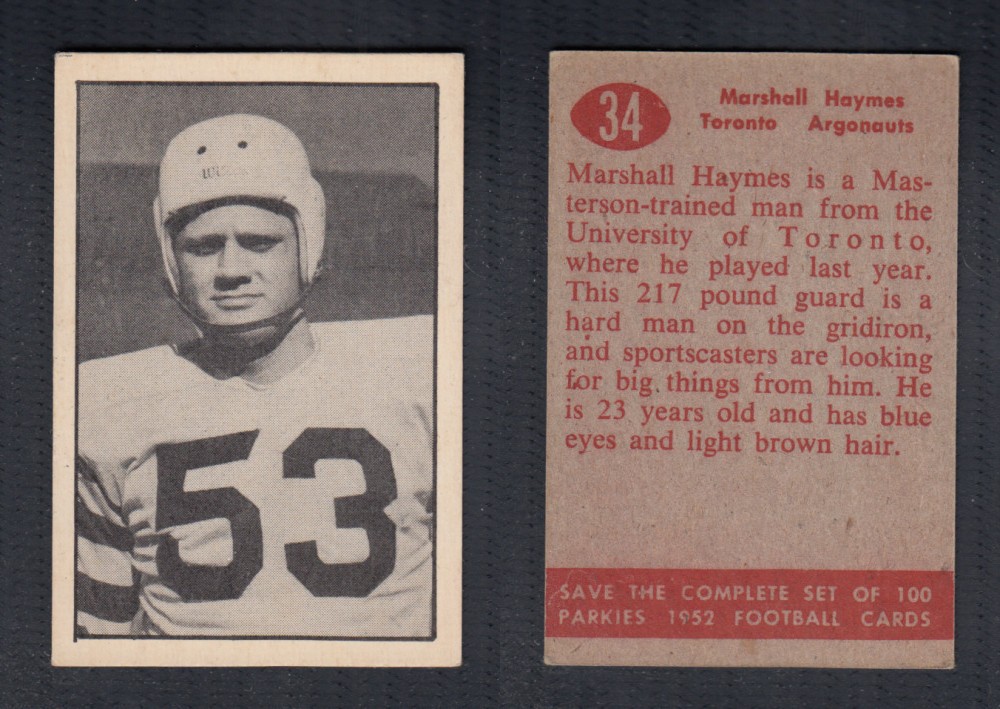 53
34
Marshall Haymes
Toronto Argonauts
Marshall Haymes is a Mas-
terson-trained man from the
University of Toronto,
where he played last year.
This 217 pound guard is a
hard man on the gridiron,
and sportscasters are looking
for big things from him. He
is 23 years old and has blue
eyes and light brown hair.
SAVE THE COMPLETE SET OF 100
PARKIES 1952 FOOTBALL CARDS